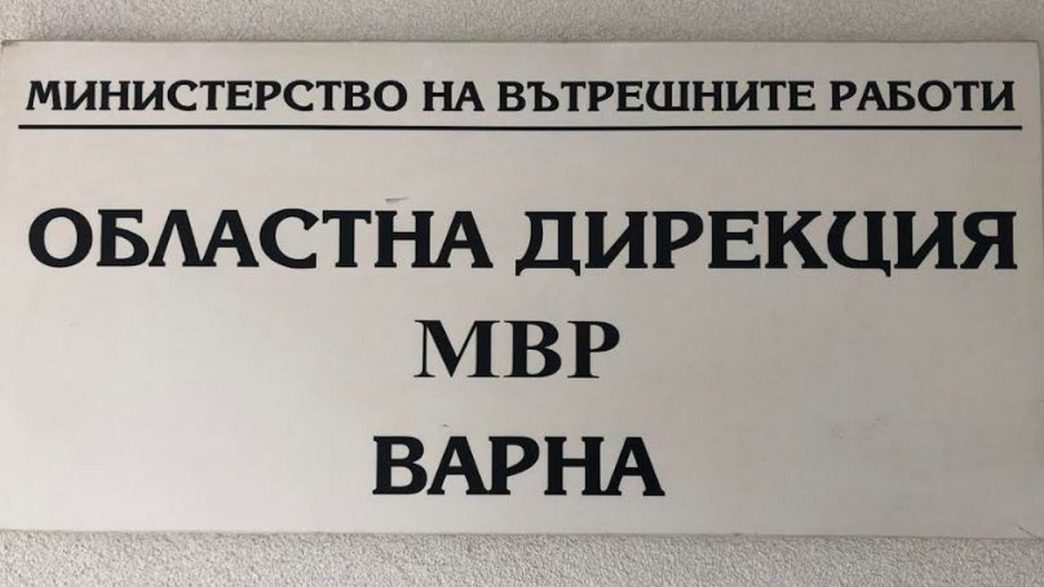 МИНИСТЕРСТВО НА ВЪТРЕШНИТЕ РАБОТИ
ОБЛАСТНА ДИРЕКЦИЯ
МВР
ВАРНА